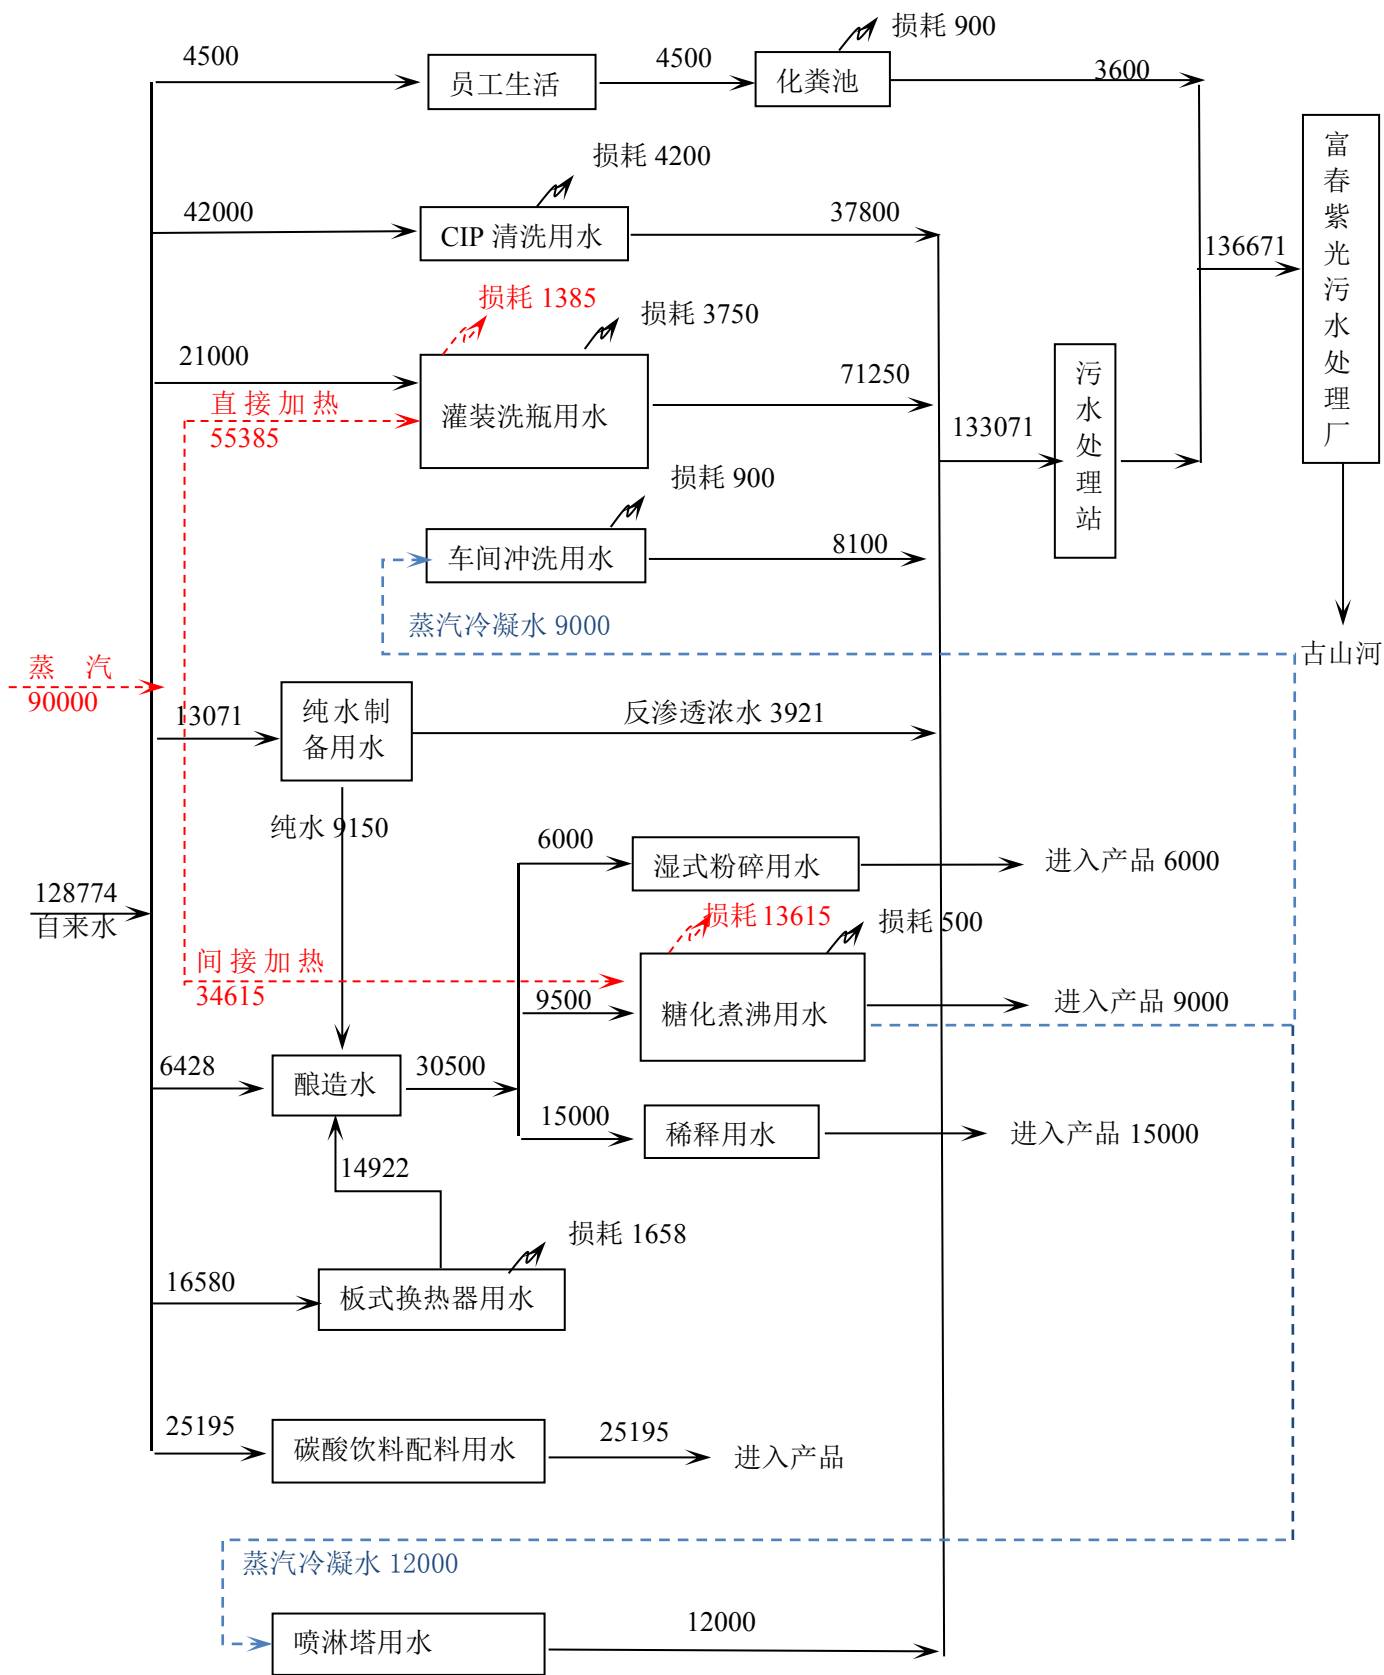 损耗 900
4500
员工生活
4500
化粪池
3600
富春紫光污水处理厂
损耗 4200
42000
CIP 清洗用水
37800
136671
损耗 1385
损耗 3750
21000
直接加热
55385
灌装洗瓶用水
71250
133071
污水处理站
损耗 900
车间冲洗用水
8100
蒸汽冷凝水 9000
古山河
蒸 汽
90000
13071
纯水制
备用水
反渗透浓水 3921
纯水 9150
6000
湿式粉碎用水
进入产品 6000
128774
自来水
损耗 13615
损耗 500
间接加热
34615
9500
糖化煮沸用水
进入产品 9000
6428
酿造水
30500
15000
稀释用水
进入产品 15000
14922
损耗 1658
16580
板式换热器用水
25195
碳酸饮料配料用水
25195
进入产品
蒸汽冷凝水 12000
喷淋塔用水
12000